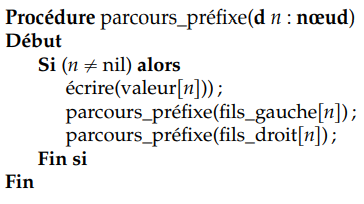 Procédure parcours_préfixe(d n : nœud)
Début
Si (n ≠ nil) alors
écrire(valeur[n])) ;
parcours_préfixe(fils_gauche[n]) ;
parcours_préfixe(fils_droit[n]) ;
Fin si
Fin